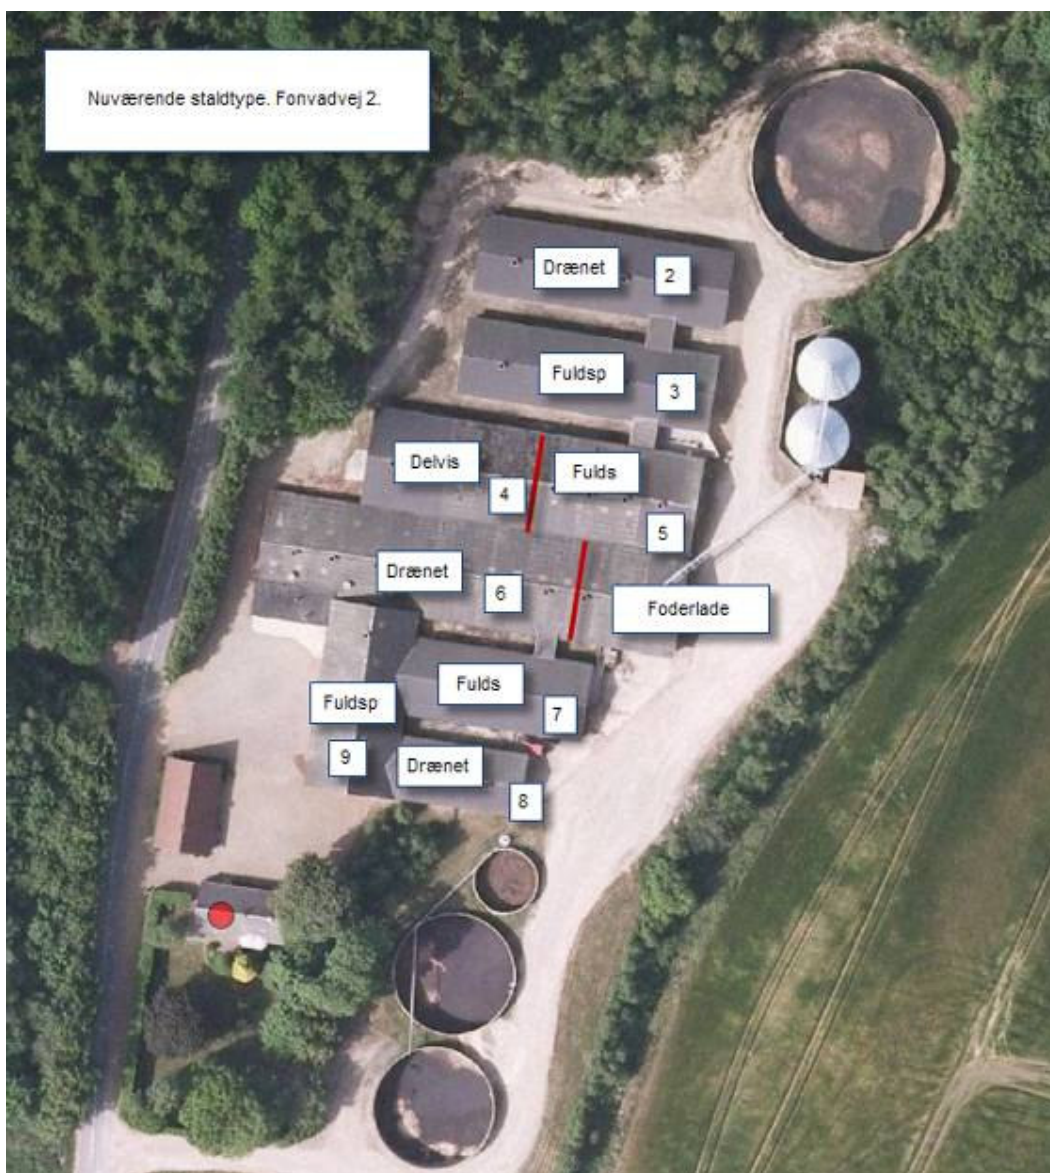 Nuværende staldtype. Fonvadvej 2.
Drænet
2
Fuldsp
3
Delvis
Fulds
4
5
Drænet
6
Foderlade
Fulds
Fuldsp
7
9
Drænet
8